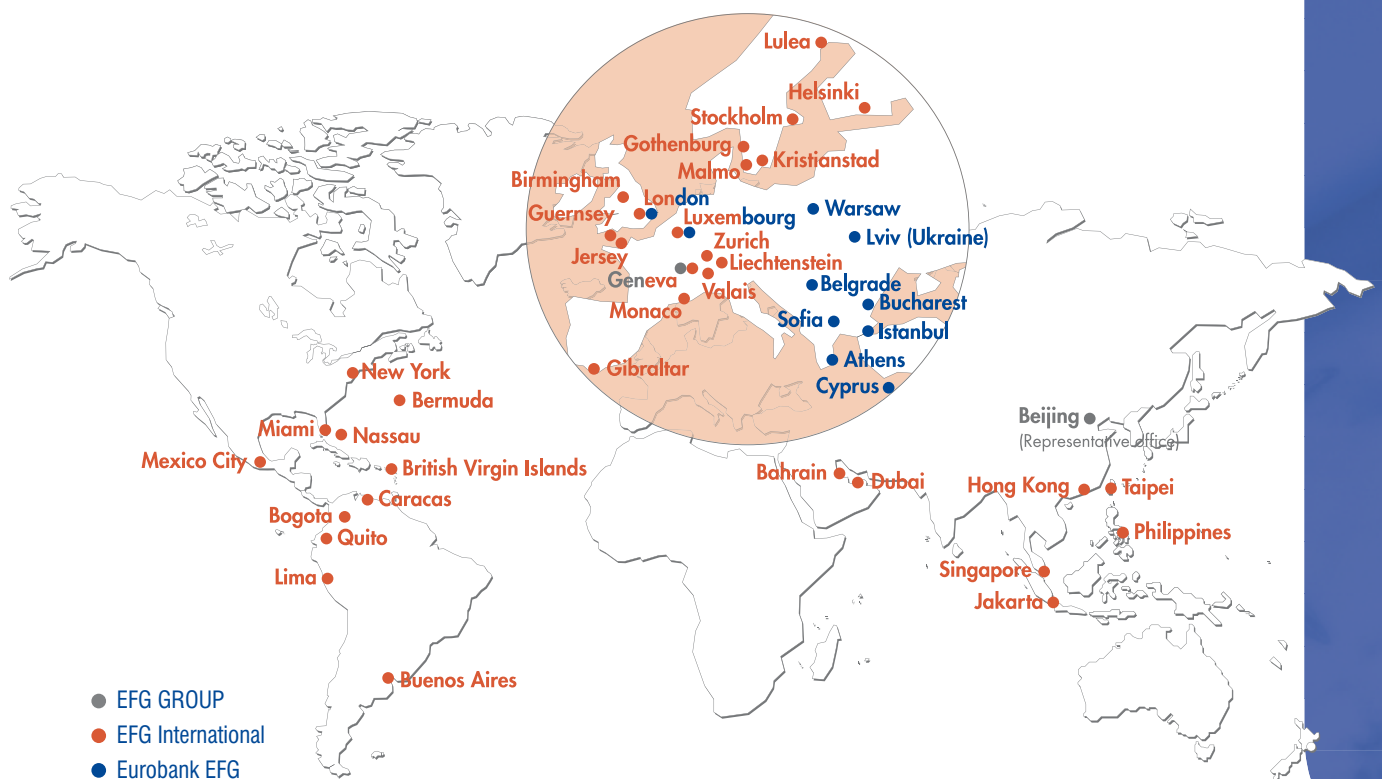 Lulea
Helsinki
Stockholm
Gothenburg
Kristianstad
Malmo
Birmingham
London
Guernsey
Luxembourg
Warsaw
Lviv (Ukraine)
Zurich
Jersey
Liechtenstein
Geneva
Valais
Belgrade
Bucharest
Monaco
Sofia
Istanbul
Athens
Gibraltar
Cyprus
New York
Bermuda
Beijing
(Representative office)
Miami
Nassau
Mexico City
British Virgin Islands
Bahrain
Dubai
Hong Kong
Taipei
Caracas
Bogota
Quito
Philippines
Lima
Singapore
Jakarta
Buenos Aires
EFG GROUP
EFG International
Eurobank EFG